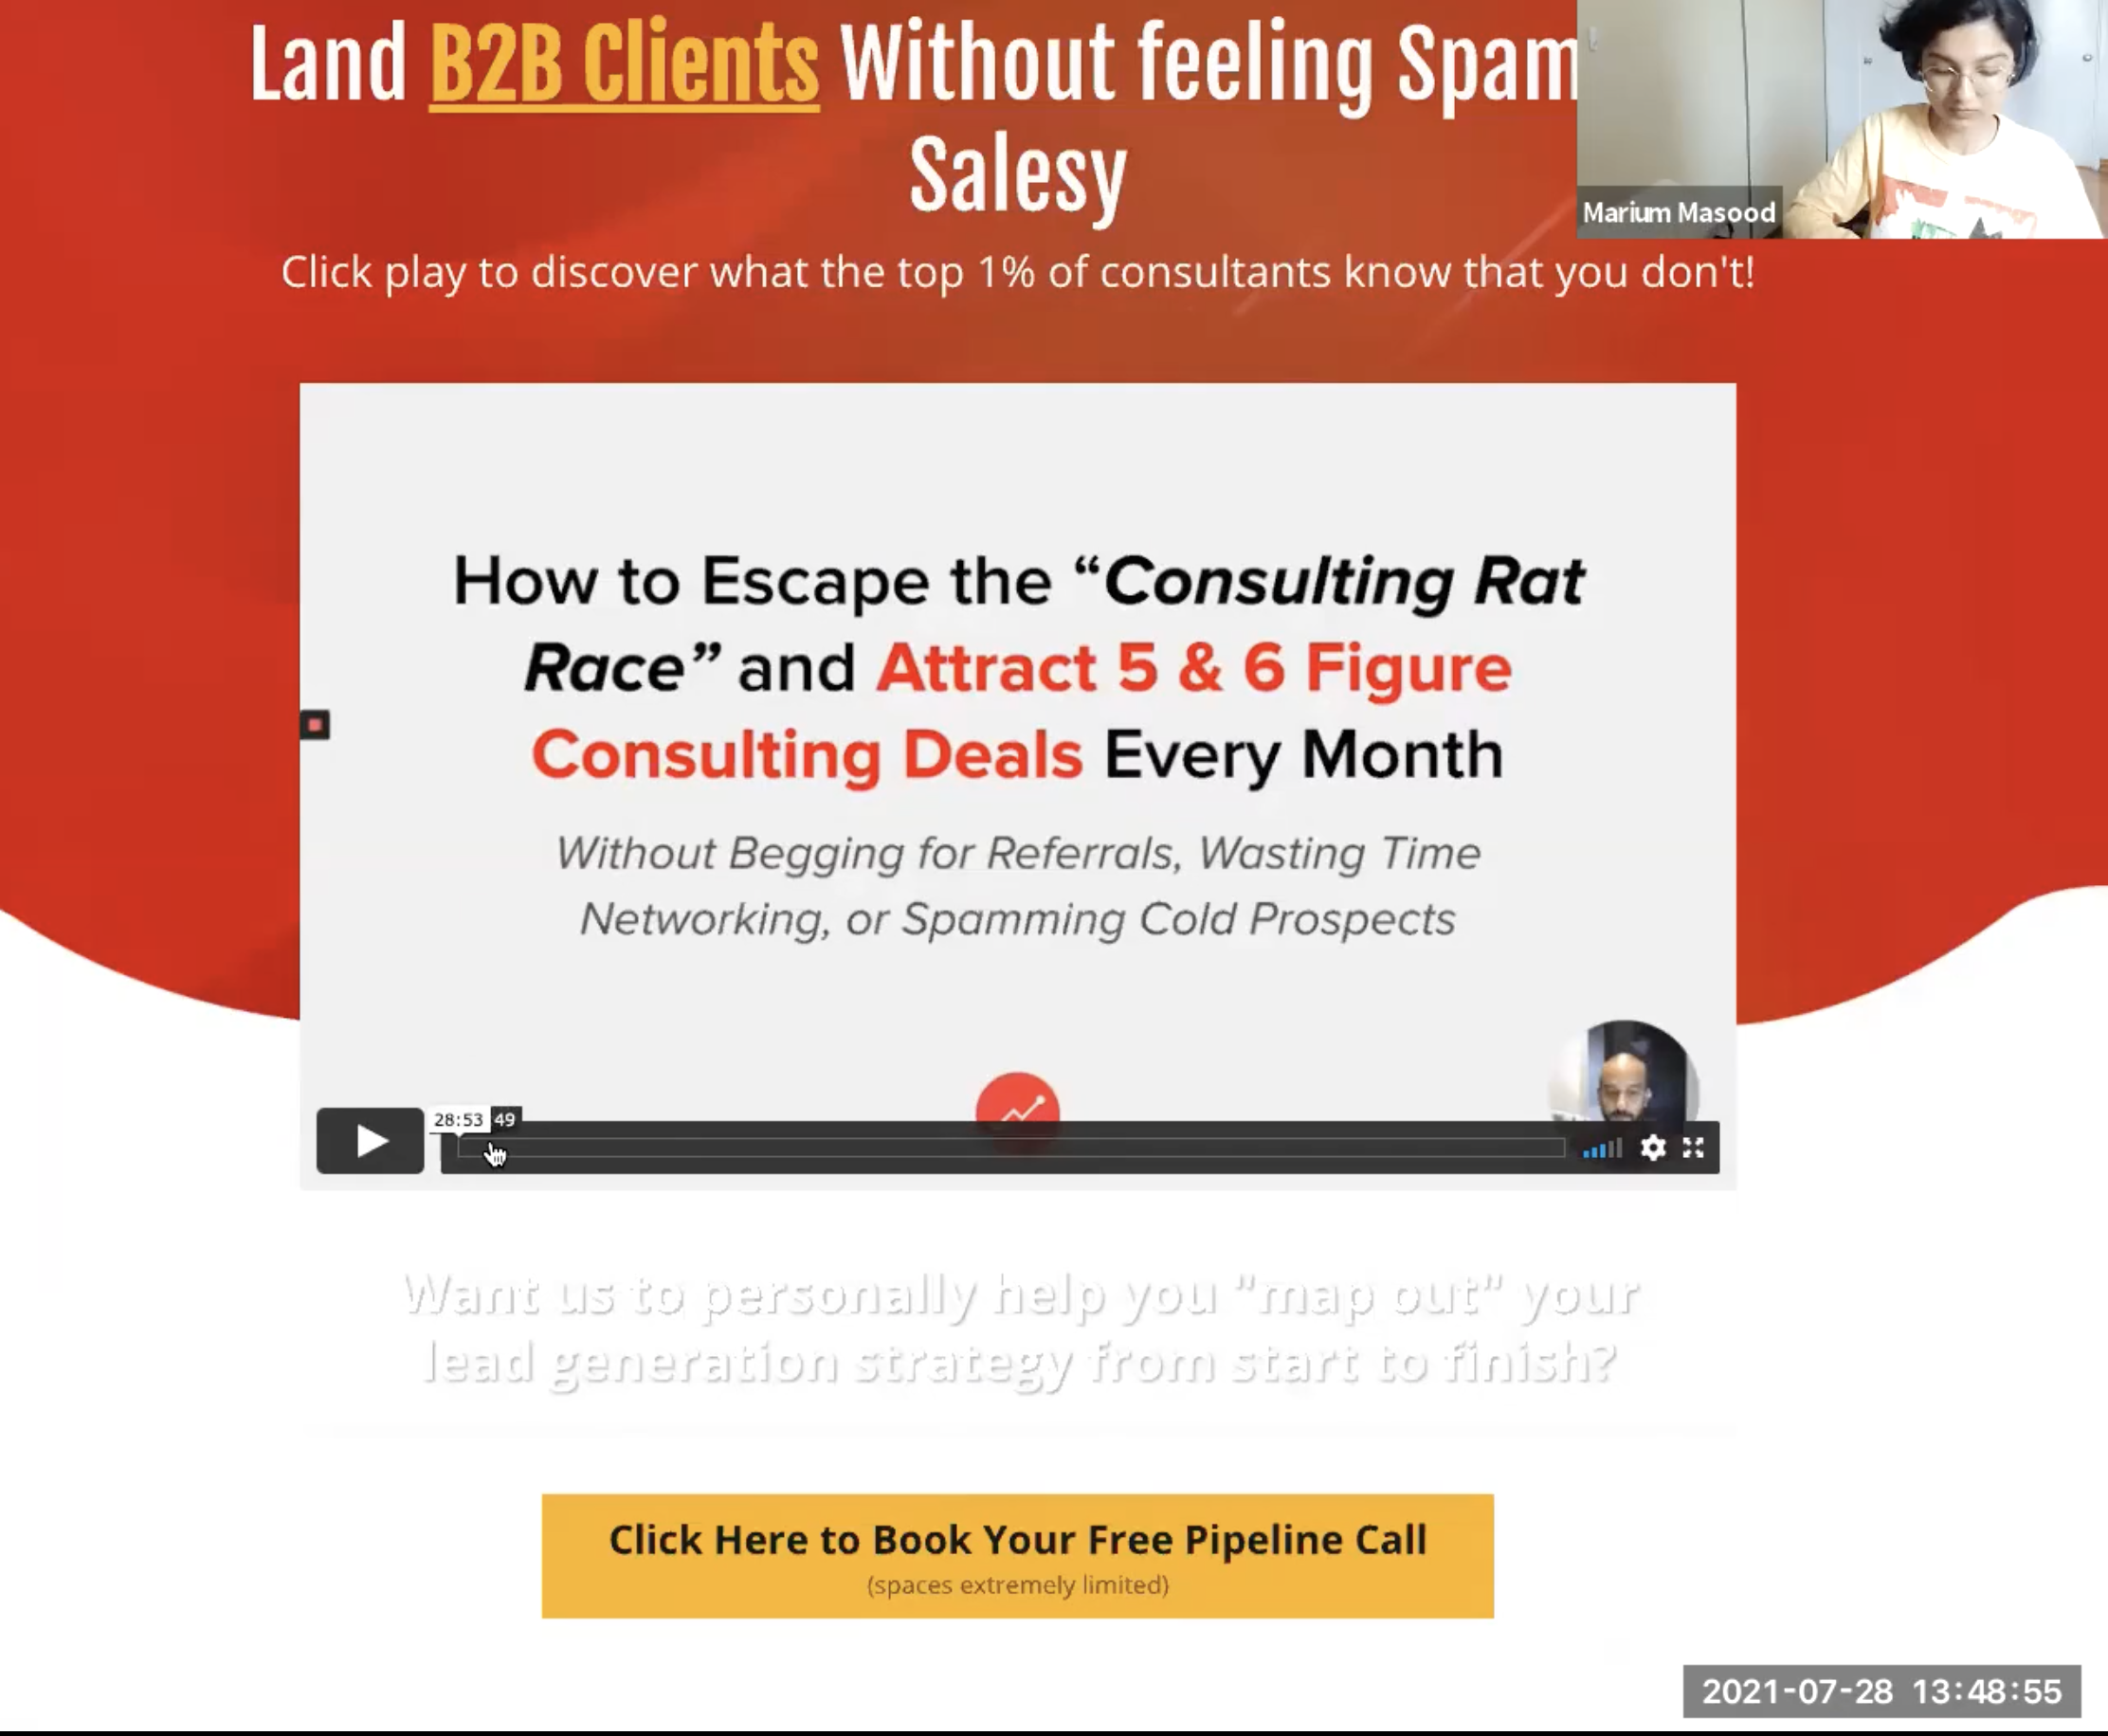 Land B2B Clients Without feeling Spam
Salesy
Marium Masood
Click play to discover what the top 1% of consultants know that you don't!
How to Escape the “Consulting Rat
Race” and Attract 5 & 6 Figure
Consulting Deals Every Month
Without Begging for Referrals, Wasting Time
Networking, or Spamming Cold Prospects
28:53 49
Want us to personally help you "map out" your
lead generation strategy from start to finish?
Click Here to Book Your Free Pipeline Call
(spaces extremely limited)
2021-07-28 13:48:55